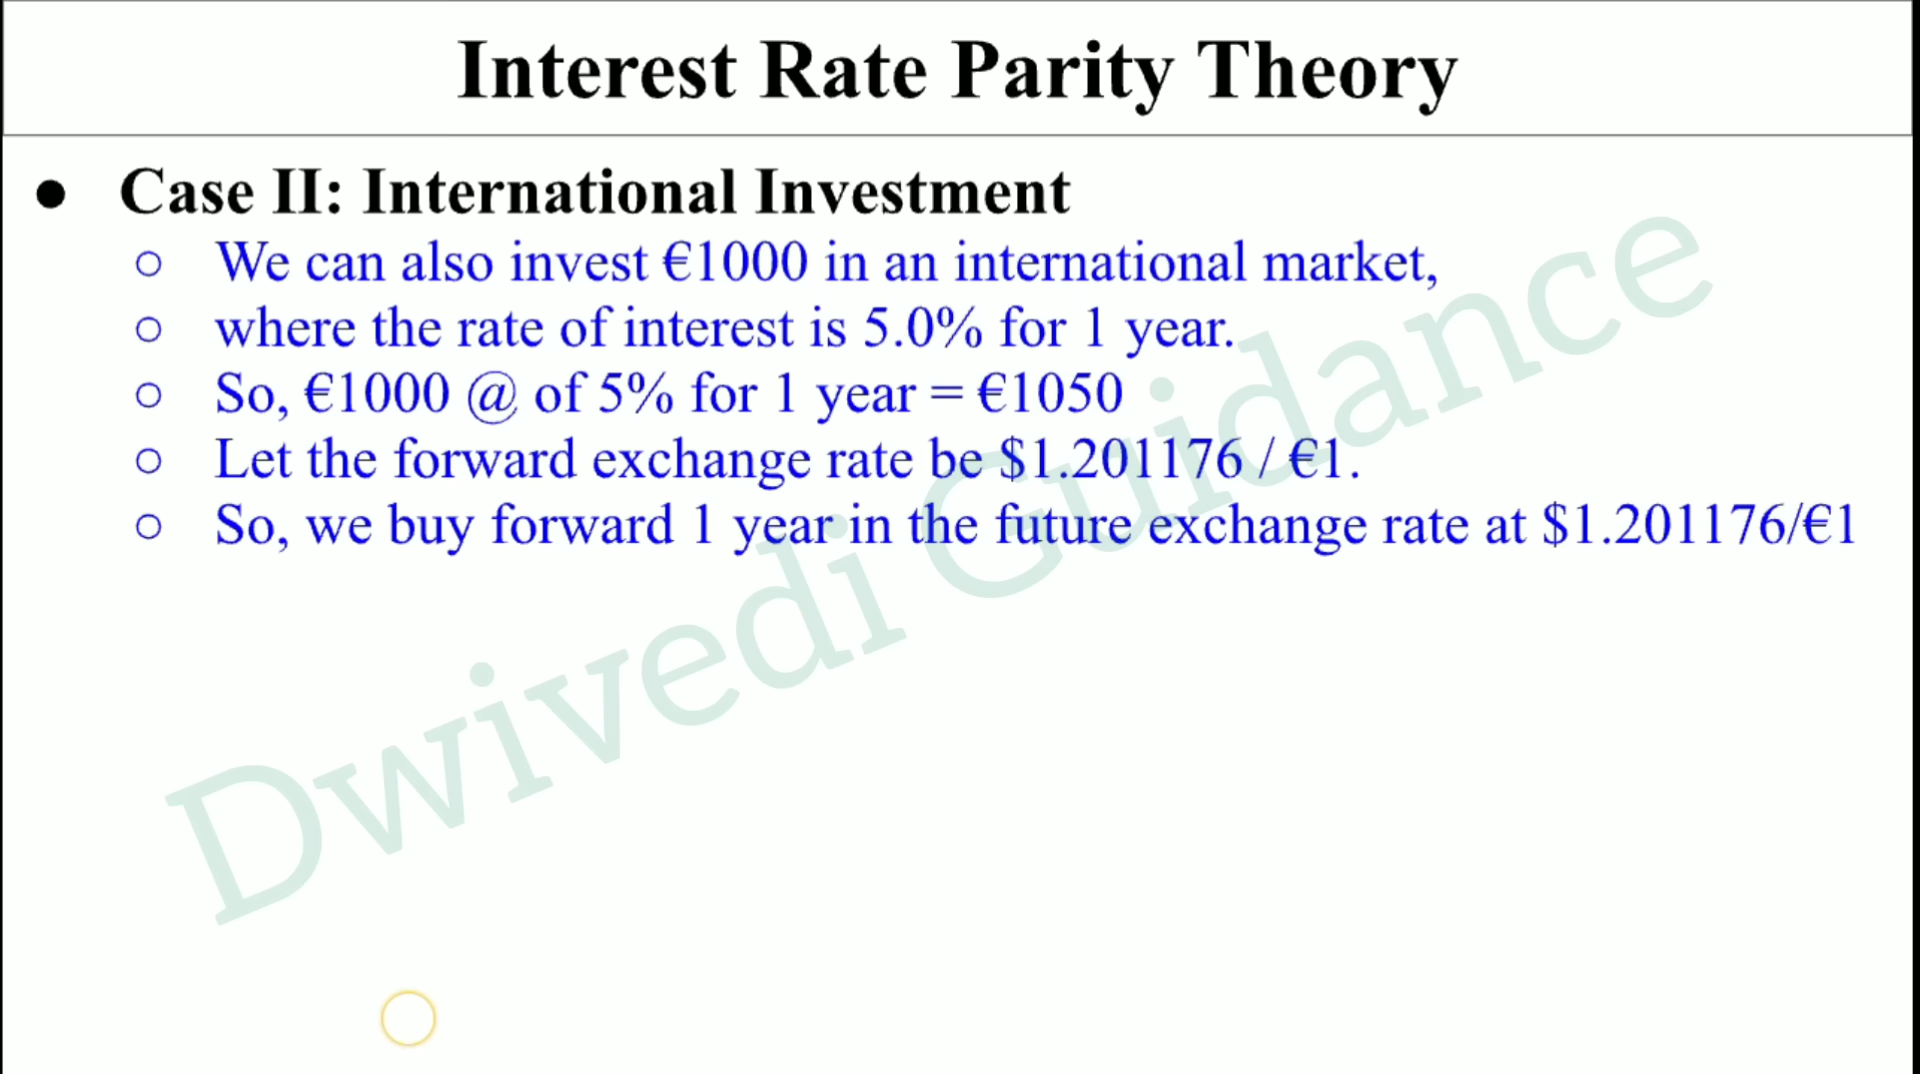 Interest Rate Parity Theory
● Case II: International Investment
○ We can also invest €1000 in an international market,
○ where the rate of interest is 5.0% for 1 year.
○ So, €1000 @ of 5% for 1 year = €1050
○ Let the forward exchange rate be $1.201176 / €1.
○ So, we buy forward 1 year in the future exchange rate at $1.201176/€1
Dwivedi Guidance